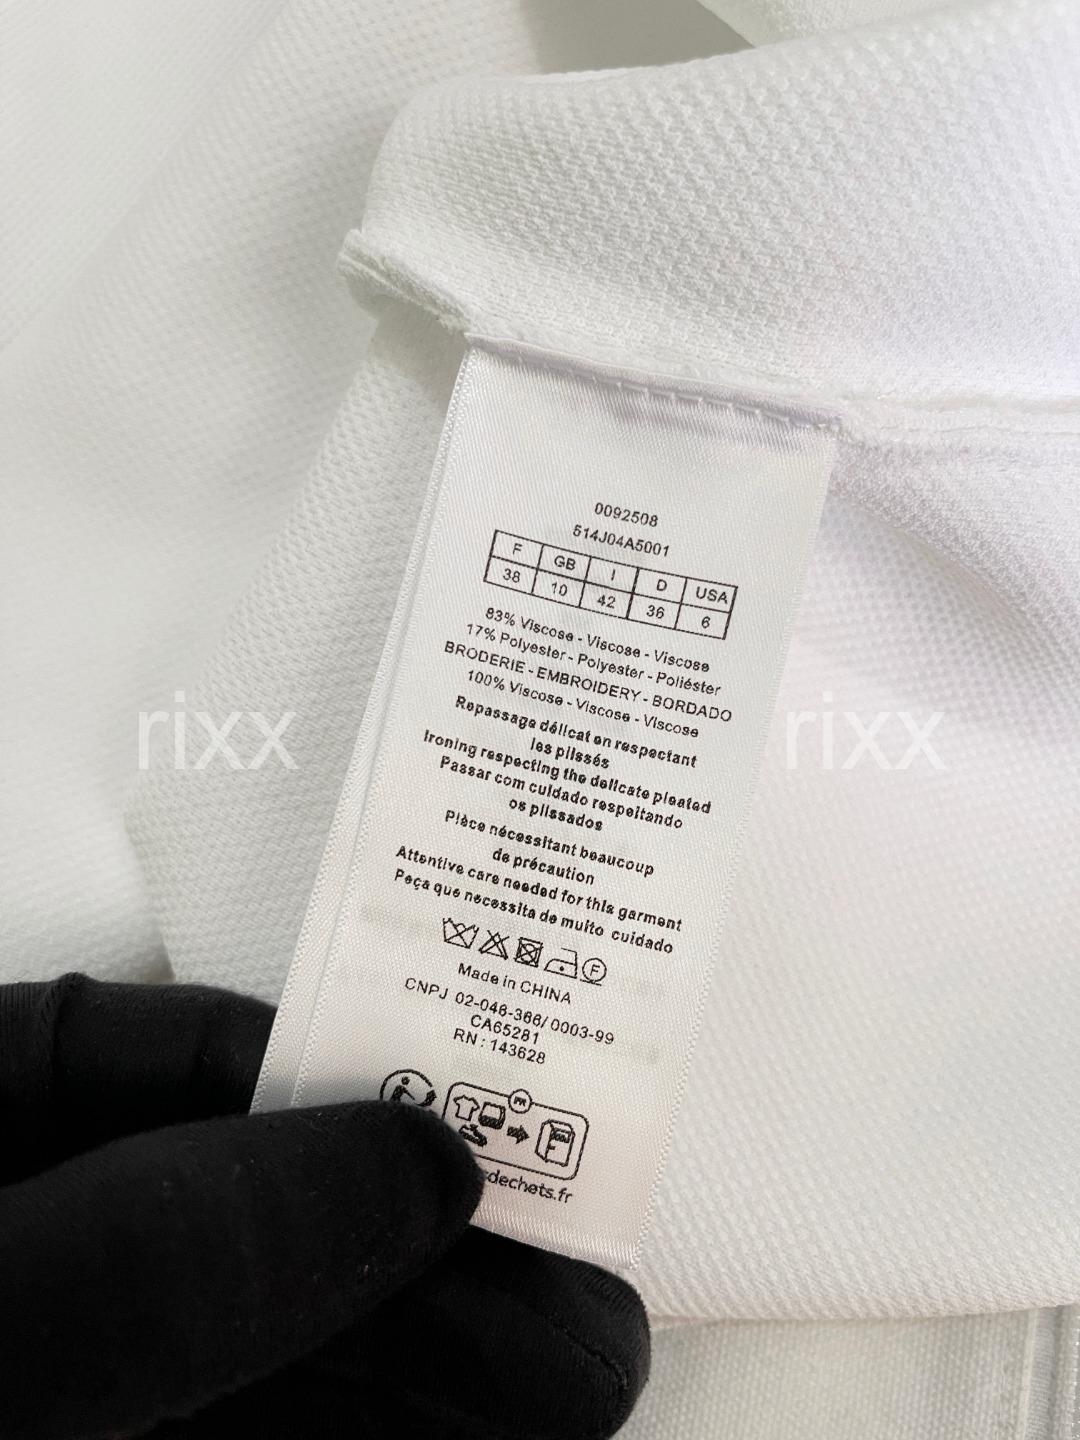 0092508
514J04A5001
F GB I D USA
38 10 42 36 6
83% Viscose - Viscose - Viscose
17% Polyester - Polyester - Poliéster
BRODERIE - EMBROIDERY - BORDADO
100% Viscose - Viscose - Viscose
Repassage délicat en respectant
les plissés
Ironing respecting the delicate pleated
Passar com cuidado respeitando
os plissados
Pièce nécessitant beaucoup
de précaution
Attentive care needed for this garment
Peça que necessita de muito cuidado
F
Made in CHINA
CNPJ 02-046-366/0003-99
CA65281
RN : 143628
FR
sdechets.fr
rixx
rixx